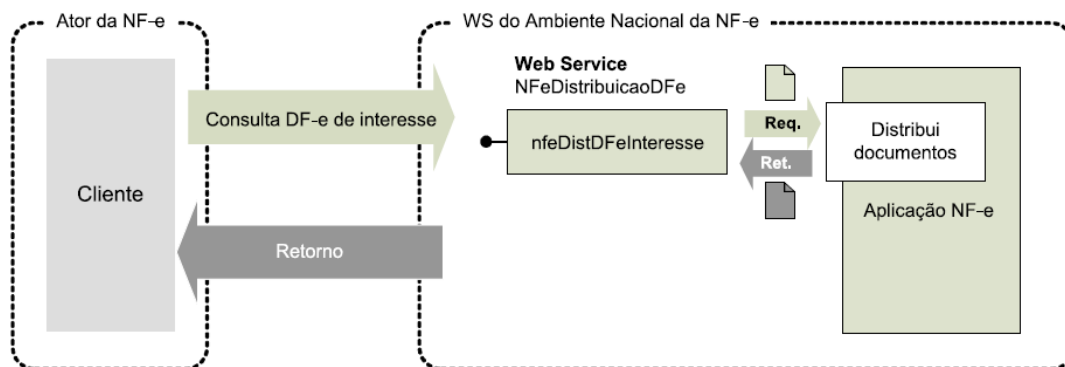 Ator da NF-e
WS do Ambiente Nacional da NF-e
Web Service
NFeDistribuicaoDFe
Consulta DF-e de interesse
nfeDistDFeInteresse
Req.
Ret.
Distribui
documentos
Cliente
Aplicação NF-e
Retorno